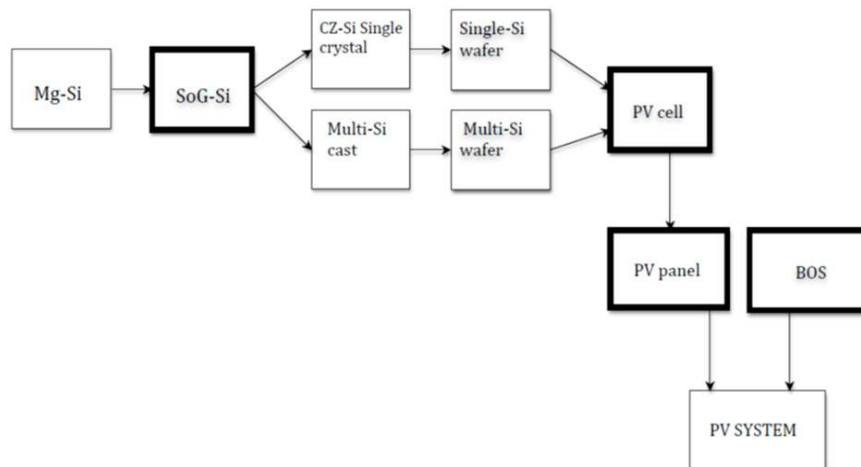 CZ-Si Single
crystal
Single-Si
wafer
Mg-Si
SoG-Si
PV cell
Multi-Si
cast
Multi-Si
wafer
PV panel
BOS
PV SYSTEM